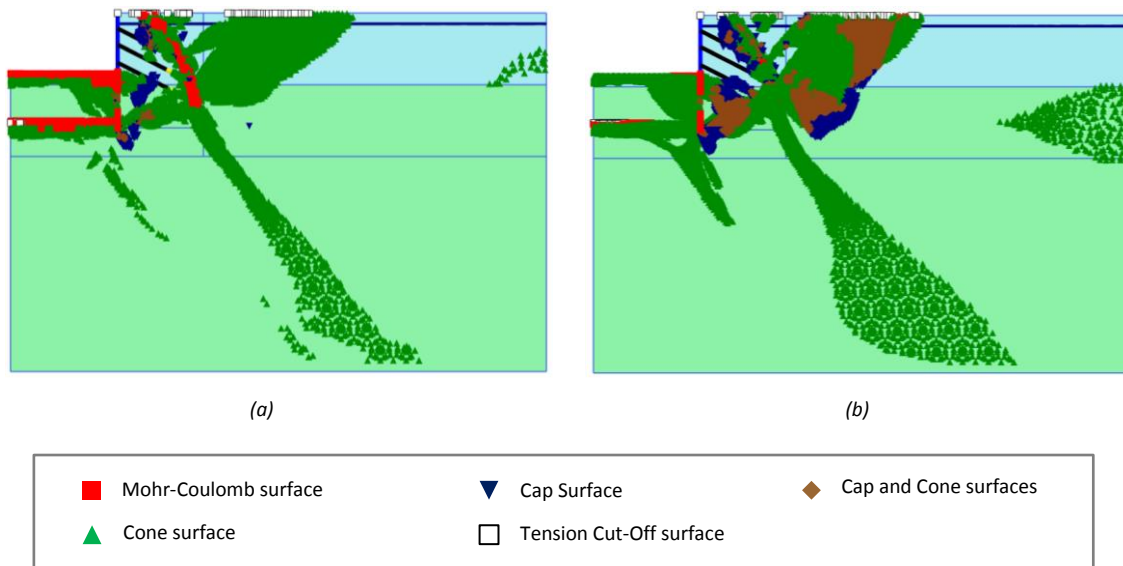 (a) (b)
Mohr-Coulomb surface Cap Surface Cap and Cone surfaces
Cone surface Tension Cut-Off surface